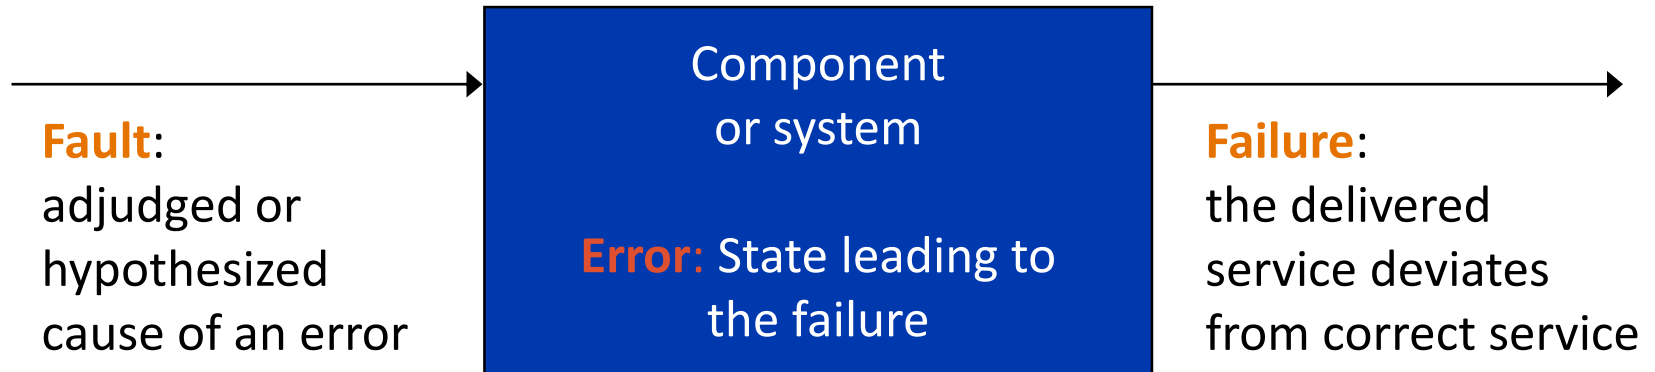 Fault:
adjudged or
hypothesized
cause of an error
Component
or system
Error: State leading to
the failure
Failure:
the delivered
service deviates
from correct service